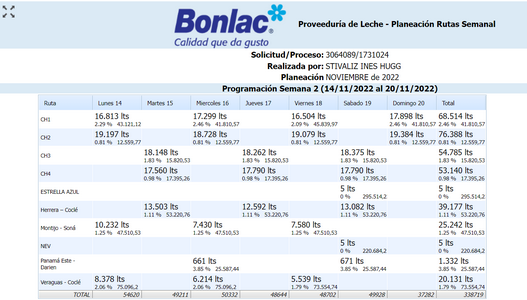 Bonlac
Calidad que da gusto
Proveeduría de Leche - Planeación Rutas Semanal
Solicitud/Proceso: 3064089/1731024
Realizada por: STIVALIZ INES HUGG
Planeación NOVIEMBRE de 2022
Programación Semana 2 (14/11/2022 al 20/11/2022)
Ruta Lunes 14 Martes 15 Miercoles 16 Jueves 17 Viernes 18 Sabado 19 Domingo 20 Total
CH1 16.813 lts 17.299 lts 16.504 lts 17.898 lts 68.514 lts
2.29 % 43.121,12 2.46 % 41.810,57 2.09 % 45.839,97 2.46 % 41.810,57 2.46 % 41.810,57
CH2 19.197 lts 18.728 lts 19.079 lts 19.384 lts 76.388 lts
0.81 % 12.559,77 0.81 % 12.559,77 0.81 % 12.559,77 0.81 % 12.559,77 0.81 % 12.559,77
CH3 18.148 lts 18.262 lts 18.375 lts 54.785 lts
1.83 % 15.820,53 1.83 % 15.820,53 1.83 % 15.820,53 1.83 % 15.820,53
CH4 17.560 lts 17.790 lts 17.790 lts 53.140 lts
0.98 % 17.395,26 0.98 % 17.395,26 0.98 % 17.395,26 0.98 % 17.395,26
ESTRELLA AZUL 5 lts 5 lts
0 % 295.514,2 0 % 295.514,2
Herrera – Coclé 13.503 lts 12.592 lts 13.082 lts 39.177 lts
1.11 % 53.220,76 1.11 % 53.220,76 1.11 % 53.220,76 1.11 % 53.220,76
Montijo - Soná 10.232 lts 7.430 lts 7.580 lts 25.242 lts
1.25 % 47.510,53 1.25 % 47.510,53 1.25 % 47.510,53 1.25 % 47.510,53
NEV 5 lts 5 lts
0 % 220.684,2 0 % 220.684,2
Panamá Este - Darien 661 lts 671 lts 1.332 lts
3.85 % 25.587,44 3.85 % 25.587,44 3.85 % 25.587,44
Veraguas - Coclé 8.378 lts 6.214 lts 5.539 lts 20.131 lts
2.06 % 75.096,2 2.06 % 75.096,2 1.79 % 73.554,74 1.79 % 73.554,74
TOTAL 54620 49211 50332 48644 48702 49928 37282 338719